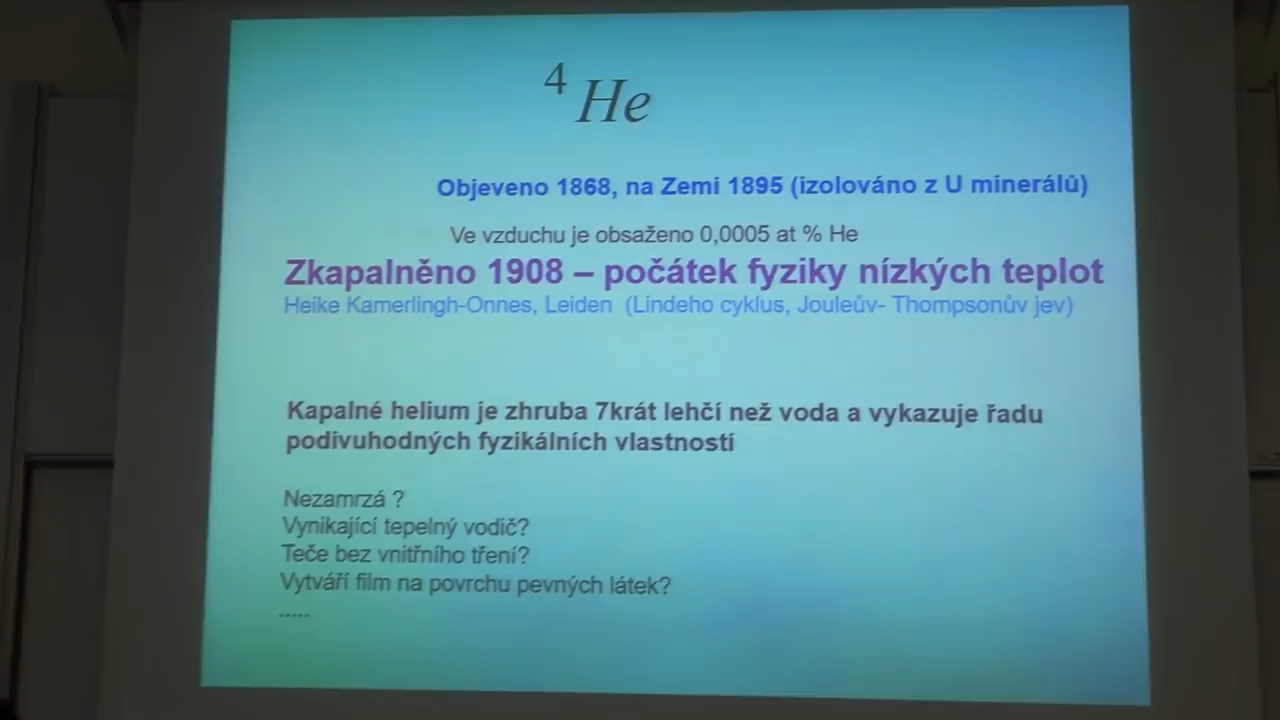 ⁴He
Objeveno 1868, na Zemi 1895 (izolováno z U minerálů)
Ve vzduchu je obsaženo 0,0005 at % He
Zkapalněno 1908 – počátek fyziky nízkých teplot
Heike Kamerlingh-Onnes, Leiden (Lindeho cyklus, Jouleův- Thompsonův jev)
Kapalné helium je zhruba 7krát lehčí než voda a vykazuje řadu
podivuhodných fyzikálních vlastností
Nezamrzá ?
Vynikající tepelný vodič?
Teče bez vnitřního tření?
Vytváří film na povrchu pevných látek?
.....